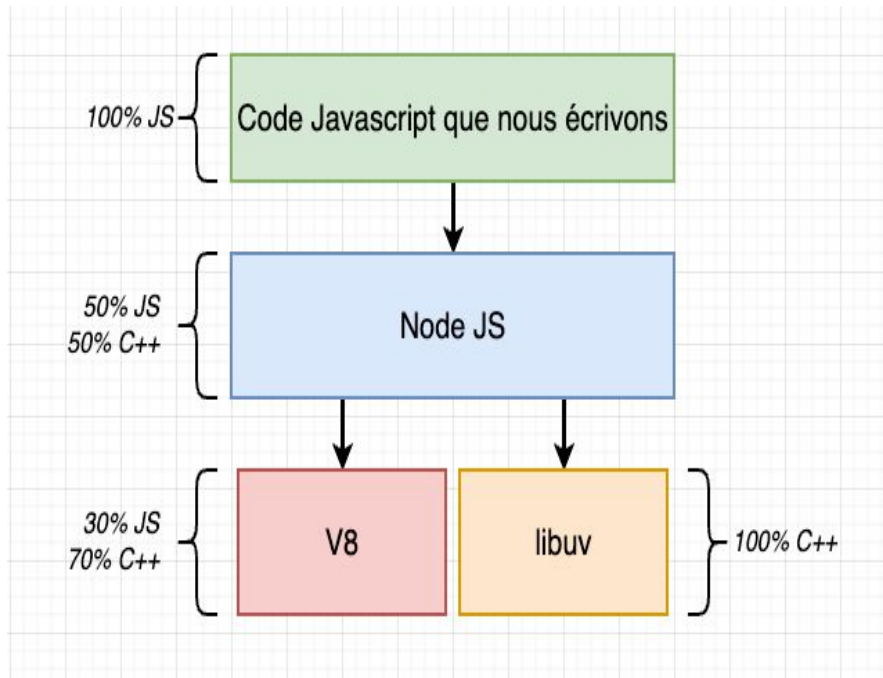 100% JS
Code Javascript que nous écrivons
50% JS
50% C++
Node JS
30% JS
70% C++
V8
libuv
100% C++